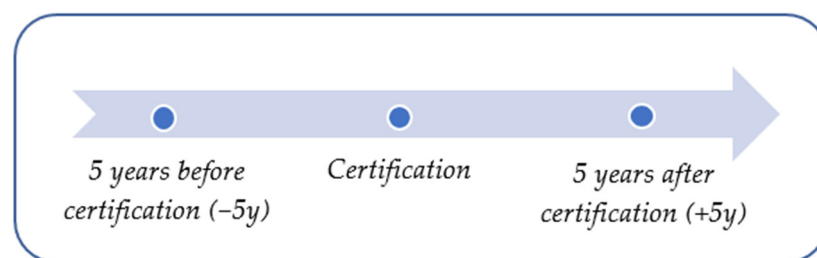 5 years before
certification (−5y)
Certification
5 years after
certification (+5y)